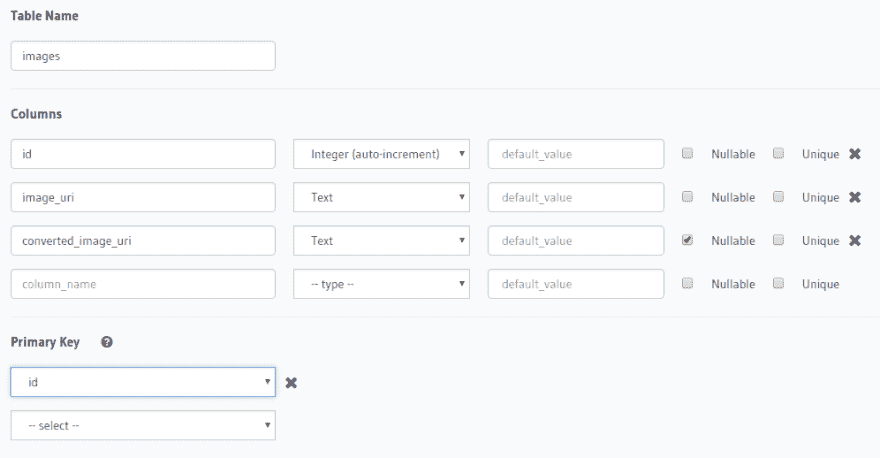 Table Name
images
Columns
id Integer (auto-increment) default_value Nullable Unique
image_uri Text default_value Nullable Unique
converted_image_uri Text default_value Nullable Unique
column_name -- type -- default_value Nullable Unique
Primary Key ?
id
-- select --